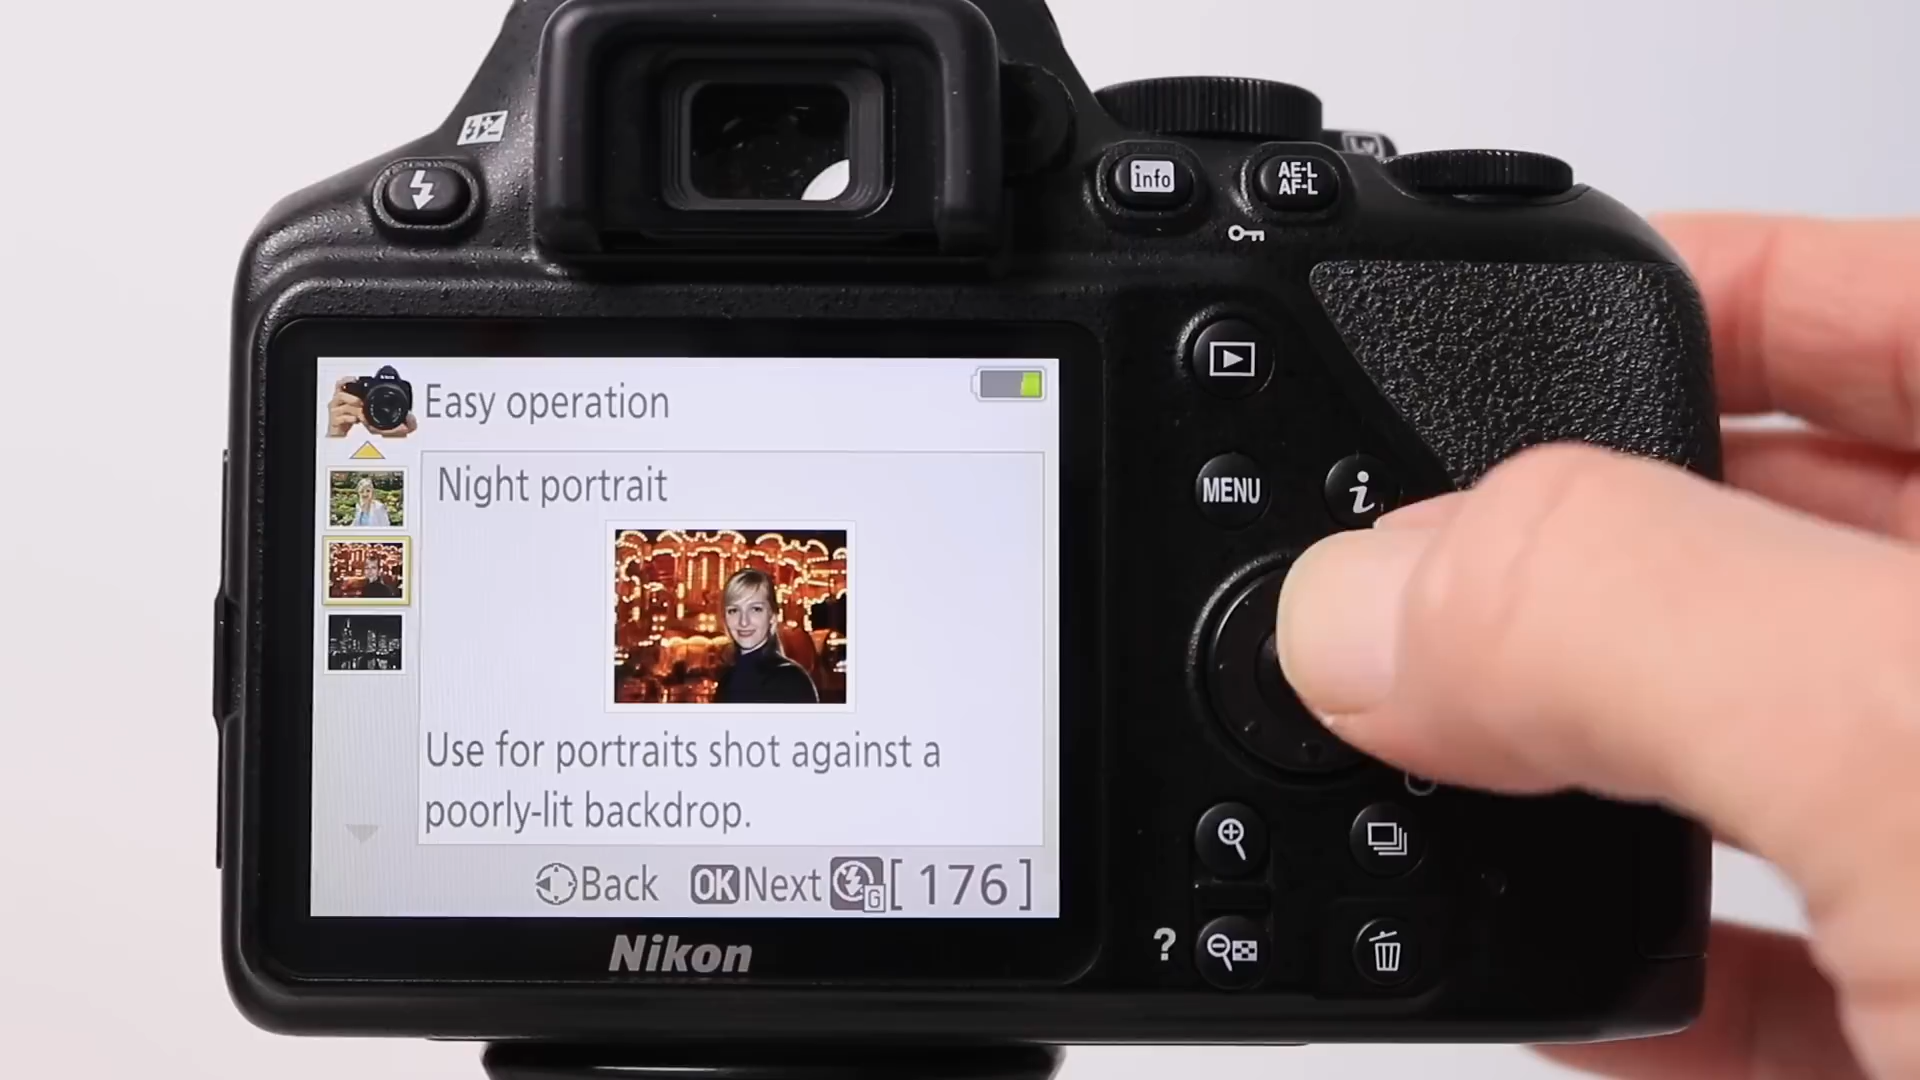 info
AE-L
AF-L
Lv
Easy operation
Night portrait
Use for portraits shot against a
poorly-lit backdrop.
Back OK Next G [ 176 ]
MENU
i
?
Nikon